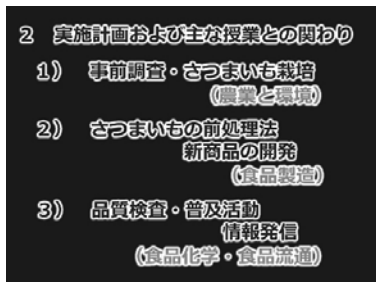 2 実施計画および主な授業との関わり
1) 事前調査・さつまいも栽培
(農業と環境)
2) さつまいもの前処理法
新商品の開発
(食品製造)
3) 品質検査・普及活動
情報発信
(食品化学・食品流通)